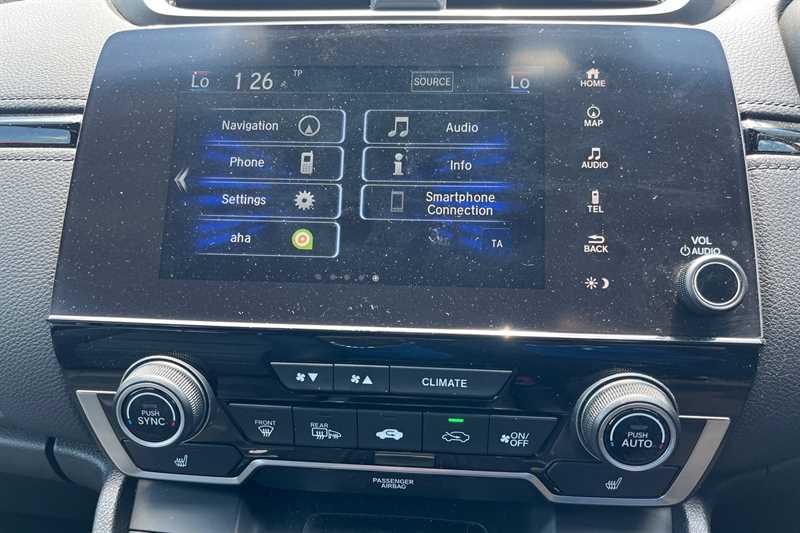 Lo 1:26 TP SOURCE Lo
Navigation
Phone
Settings
aha
Audio
Info
Smartphone
Connection
TA
HOME
MAP
AUDIO
TEL
BACK
VOL
AUDIO
CLIMATE
PUSH
SYNC
FRONT
REAR
ON/
OFF
PUSH
AUTO
PASSENGER
AIRBAG